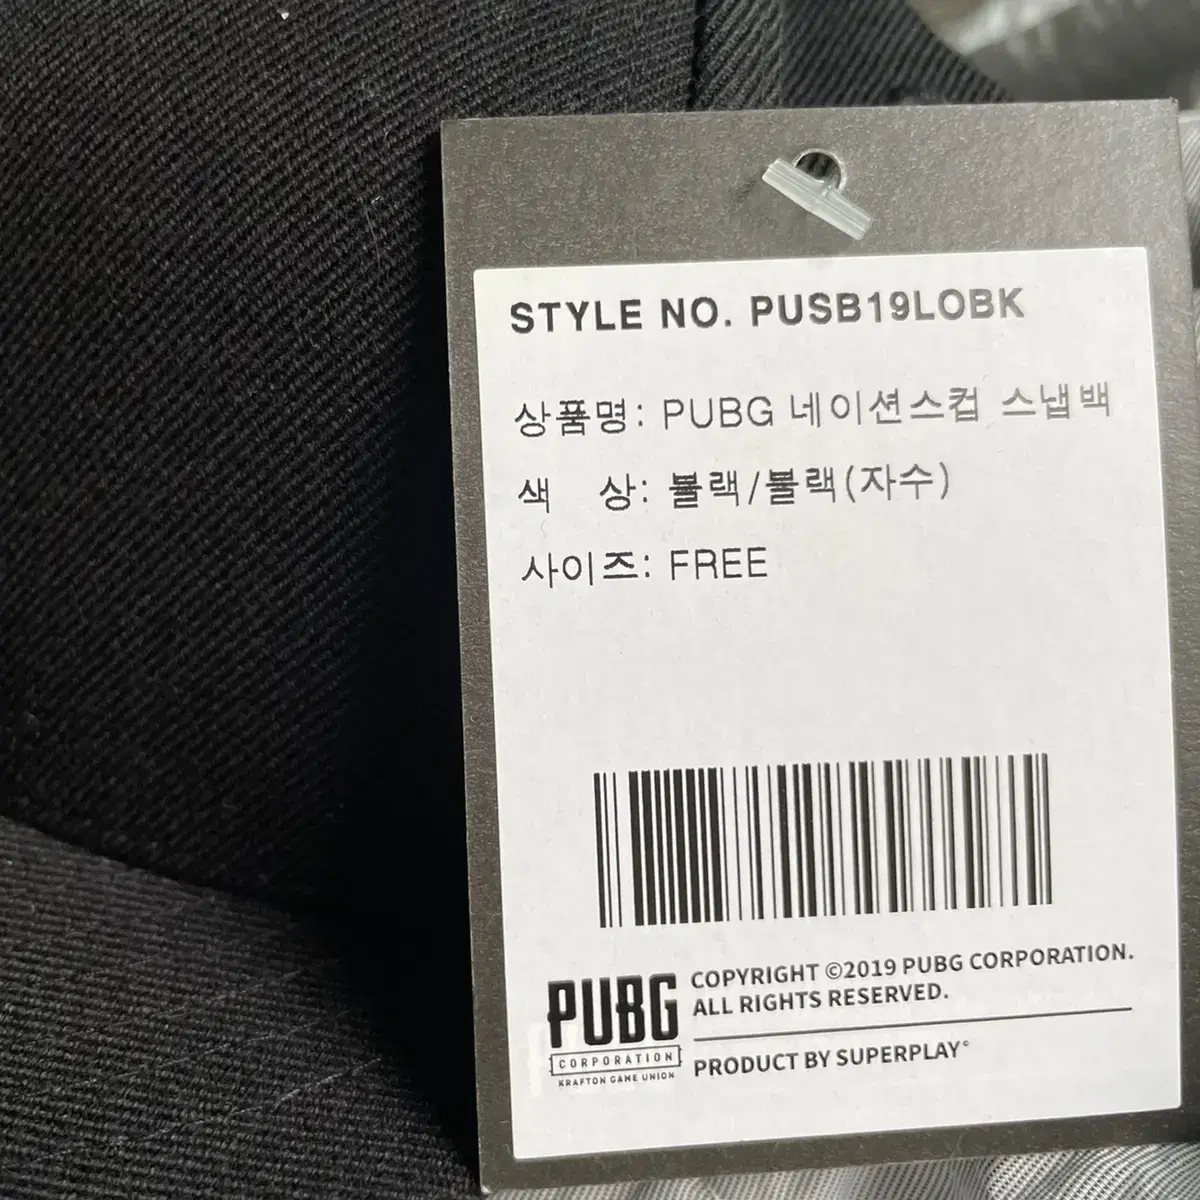 STYLE NO. PUSB19LOBK
상품명: PUBG 네이션스컵 스냅백
색 상: 블랙/블랙(자수)
사이즈: FREE
PUBG
CORPORATION
KRAFTON GAME UNION
COPYRIGHT ©2019 PUBG CORPORATION.
ALL RIGHTS RESERVED.
PRODUCT BY SUPERPLAY©